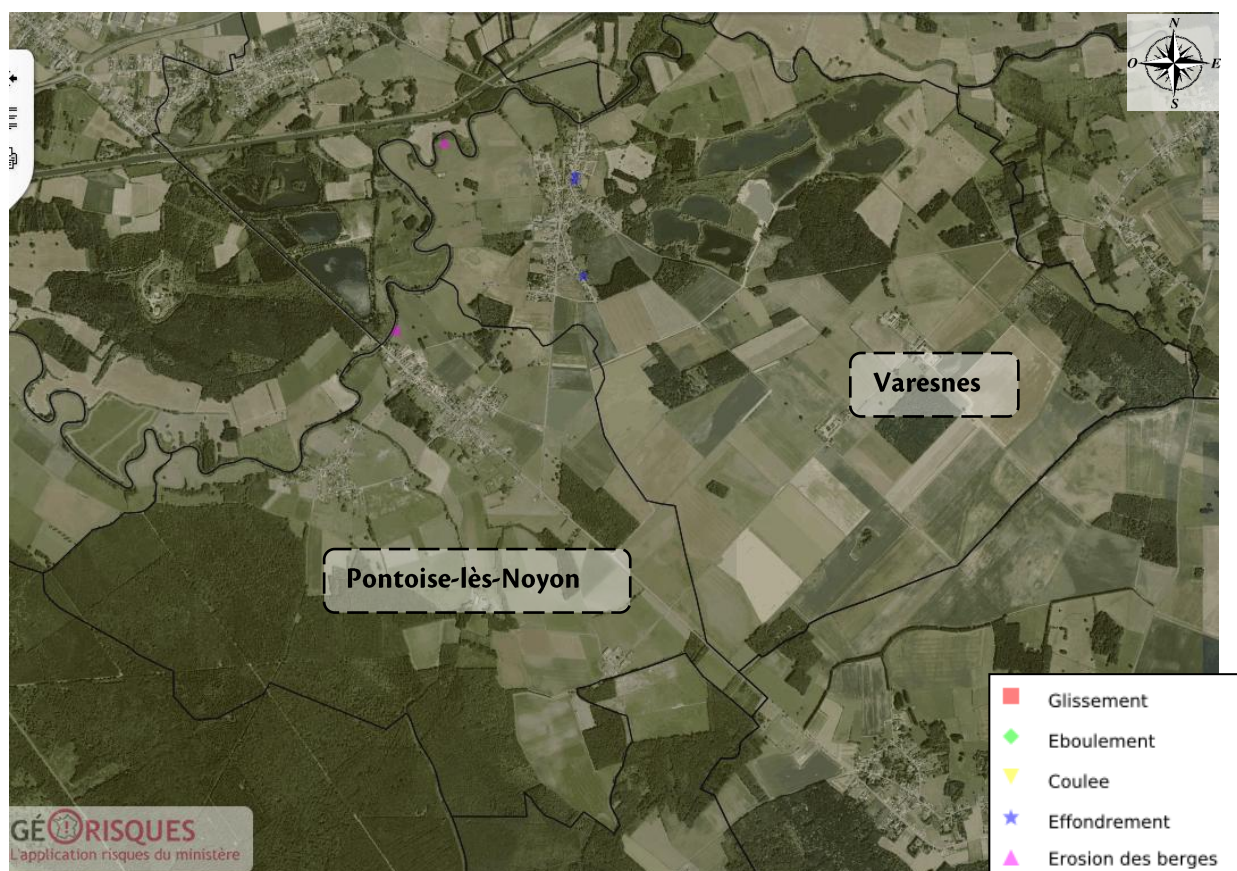 N
O E
S
Varesnes
Pontoise-lès-Noyon
Glissement
Eboulement
Coulee
Effondrement
Erosion des berges
GÉORISQUES
L'application risques du ministère